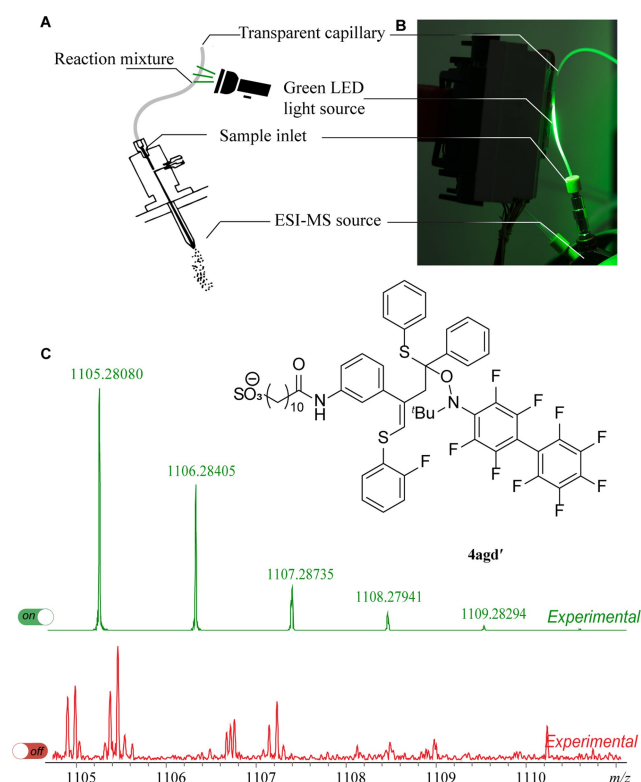 A
B
Transparent capillary
Reaction mixture
Green LED
light source
Sample inlet
ESI-MS source
C
1105.28080
1106.28405
1107.28735
1108.27941
1109.28294
S
O
SO₃
⊖
10
N
H
O
N
ᵗBu
S
F
F
F
F
F
F
F
F
F
F
4agd'
on
Experimental
off
Experimental
1105
1106
1107
1108
1109
1110
m/z